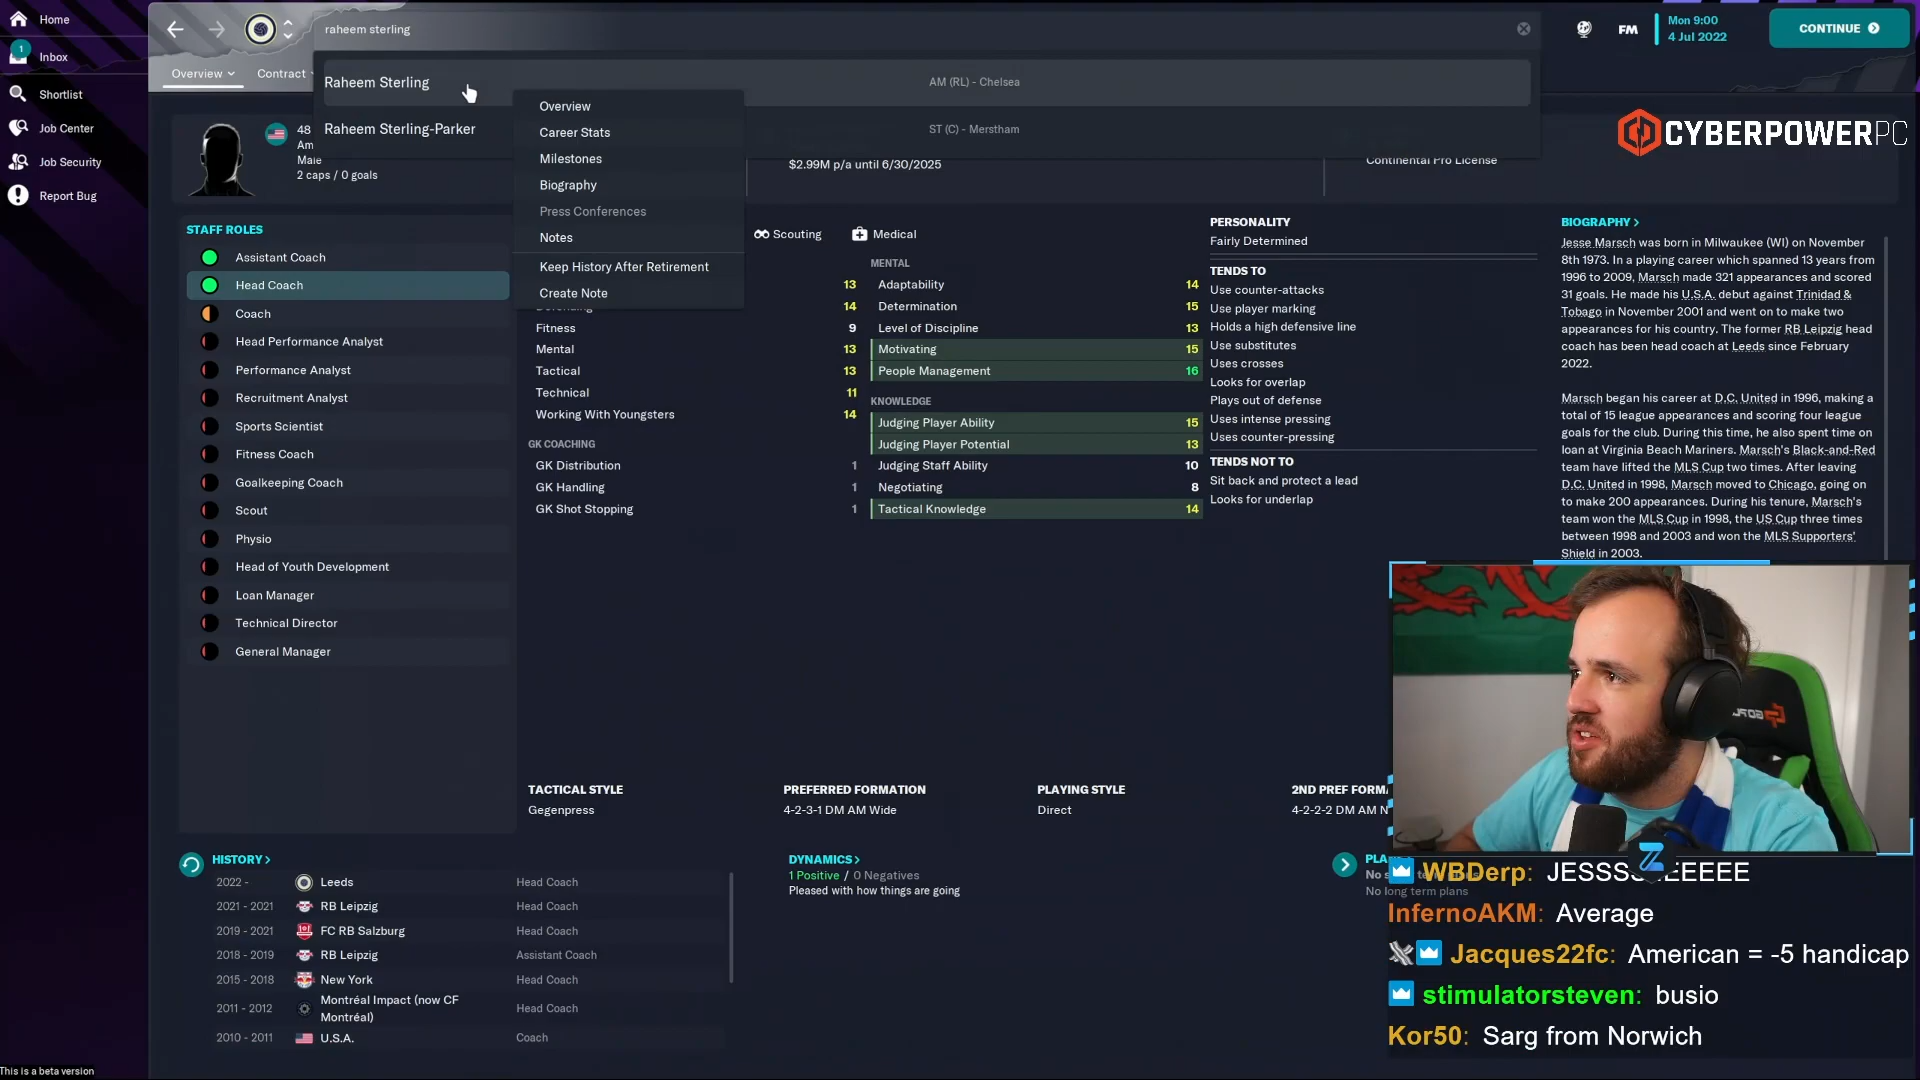 Home
1
Inbox
Shortlist
Job Center
Job Security
Report Bug
This is a beta version
raheem sterling
FM
Mon 9:00
4 Jul 2022
CONTINUE
Overview
Contract
Raheem Sterling
AM (RL) - Chelsea
Raheem Sterling-Parker
ST (C) - Merstham
Overview
Career Stats
Milestones
Biography
Press Conferences
Notes
Keep History After Retirement
Create Note
CYBERPOWERPC
48
Am
Male
2 caps / 0 goals
$2.99M p/a until 6/30/2025
Continental Pro License
STAFF ROLES
Assistant Coach
Head Coach
Coach
Head Performance Analyst
Performance Analyst
Recruitment Analyst
Sports Scientist
Fitness Coach
Goalkeeping Coach
Scout
Physio
Head of Youth Development
Loan Manager
Technical Director
General Manager
Scouting
Medical
13
Defending 14
Fitness 9
Mental 13
Tactical 13
Technical 11
Working With Youngsters 14
GK COACHING
GK Distribution 1
GK Handling 1
GK Shot Stopping 1
MENTAL
Adaptability 14
Determination 15
Level of Discipline 13
Motivating 15
People Management 16
KNOWLEDGE
Judging Player Ability 15
Judging Player Potential 13
Judging Staff Ability 10
Negotiating 8
Tactical Knowledge 14
PERSONALITY
Fairly Determined
TENDS TO
Use counter-attacks
Use player marking
Holds a high defensive line
Use substitutes
Uses crosses
Looks for overlap
Plays out of defense
Uses intense pressing
Uses counter-pressing
TENDS NOT TO
Sit back and protect a lead
Looks for underlap
BIOGRAPHY >
Jesse Marsch was born in Milwaukee (WI) on November
8th 1973. In a playing career which spanned 13 years from
1996 to 2009, Marsch made 321 appearances and scored
31 goals. He made his U.S.A. debut against Trinidad &
Tobago in November 2001 and went on to make two
appearances for his country. The former RB Leipzig head
coach has been head coach at Leeds since February
2022.
Marsch began his career at D.C. United in 1996, making a
total of 15 league appearances and scoring four league
goals for the club. During this time, he also spent time on
loan at Virginia Beach Mariners. Marsch's Black-and-Red
team have lifted the MLS Cup two times. After leaving
D.C. United in 1998, Marsch moved to Chicago, going on
to make 200 appearances. During his tenure, Marsch's
team won the MLS Cup in 1998, the US Cup three times
between 1998 and 2003 and won the MLS Supporters'
Shield in 2003.
TACTICAL STYLE
Gegenpress
PREFERRED FORMATION
4-2-3-1 DM AM Wide
PLAYING STYLE
Direct
2ND PREF FORMA
4-2-2-2 DM AM N
HISTORY >
2022 - Leeds Head Coach
2021 - 2021 RB Leipzig Head Coach
2019 - 2021 FC RB Salzburg Head Coach
2018 - 2019 RB Leipzig Assistant Coach
2015 - 2018 New York Head Coach
2011 - 2012 Montréal Impact (now CF
Montréal) Head Coach
2010 - 2011 U.S.A. Coach
DYNAMICS >
1 Positive / 0 Negatives
Pleased with how things are going
No long term plans
WBDerp: JESSS EEEEEE
InfernoAKM: Average
Jacques22fc: American = -5 handicap
stimulatorsteven: busio
Kor50: Sarg from Norwich